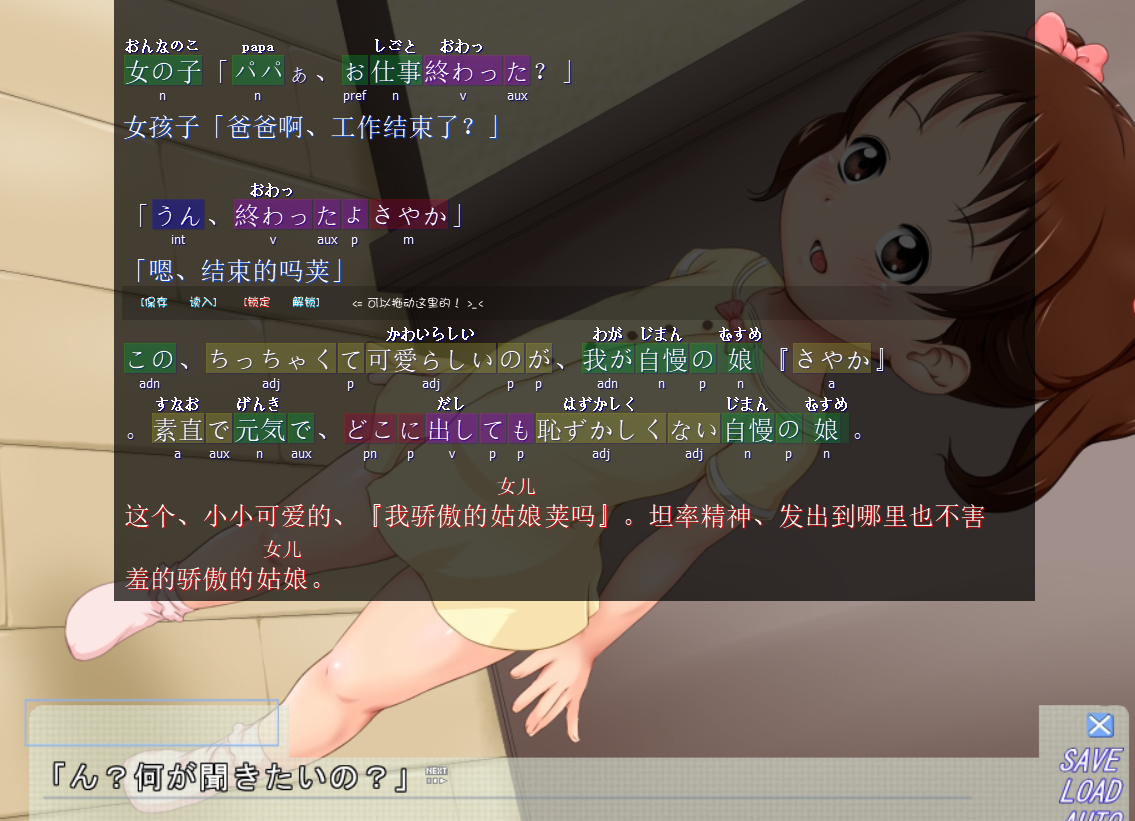 おんなのこ papa しごと おわっ
女の子「パパぁ、お仕事終わった？」
n n pref n v aux
女孩子「爸爸啊、工作结束了？」
おわっ
「うん、終わったよさやか」
int v aux p m
「嗯、结束的吗荚」
[保存 读入] [锁定 解锁] <= 可以拖动这里的！ >_<
かわいらしい わが じまん むすめ
この、ちっちゃくて可愛らしいのが、我が自慢の娘『さやか』
adn adj p adj p p adn n p n a
すなお げんき だし はずかしく じまん むすめ
。素直で元気で、どこに出しても恥ずかしくない自慢の娘。
a aux n aux pn p v p p adj adj n p n
女儿
这个、小小可爱的、『我骄傲的姑娘荚吗』。坦率精神、发出到哪里也不害
女儿
羞的骄傲的姑娘。
「ん？何が聞きたいの？」 NEXT
SAVE
LOAD
AUTO